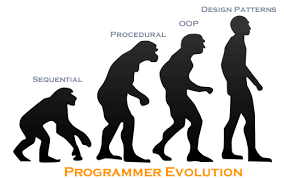 Design Patterns
OOP
Procedural
Sequential
Programmer Evolution